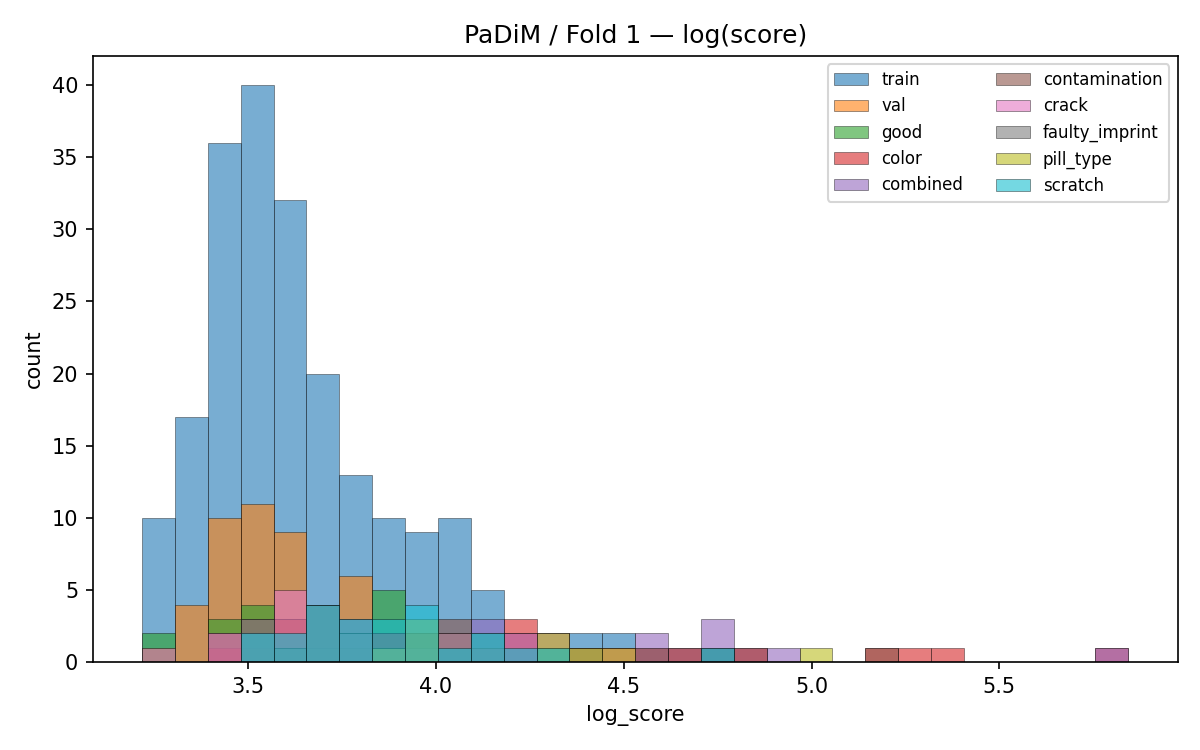 PaDiM / Fold 1 — log(score)
train
val
good
color
combined
contamination
crack
faulty_imprint
pill_type
scratch
count
40
35
30
25
20
15
10
5
0
3.5 4.0 4.5 5.0 5.5
log_score